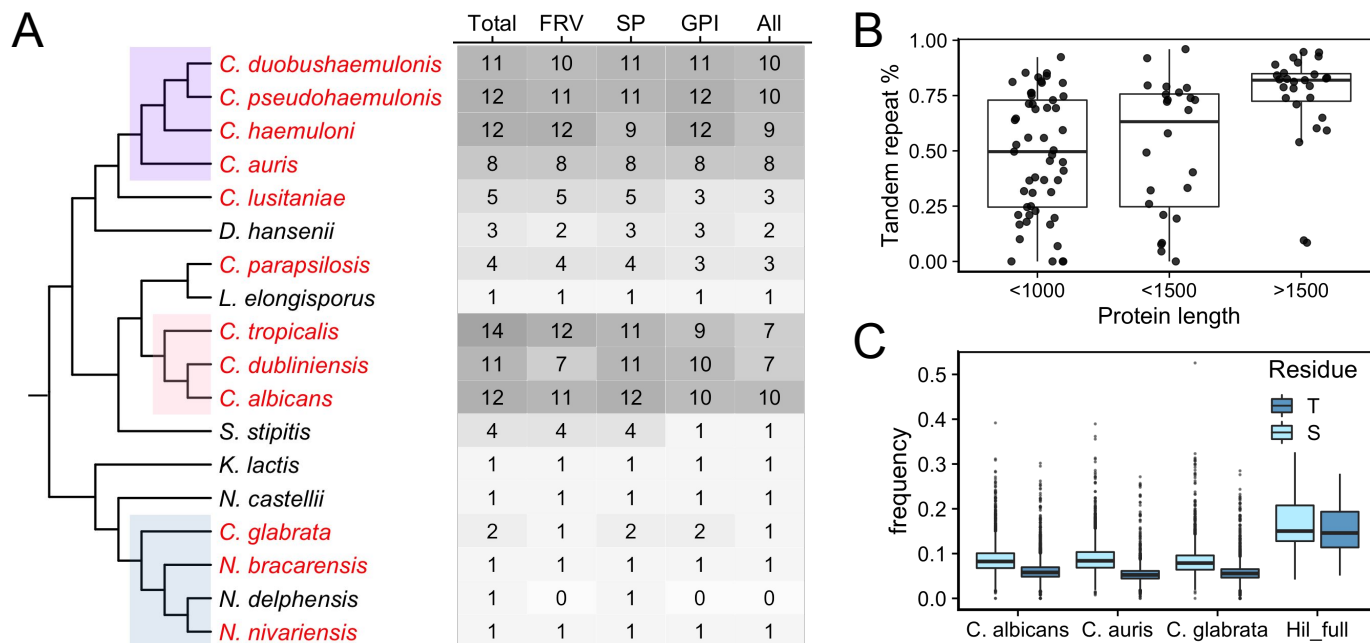 A
Total FRV SP GPI All
C. duobushaemulonis 11 10 11 11 10
C. pseudohaemulonis 12 11 11 12 10
C. haemuloni 12 12 9 12 9
C. auris 8 8 8 8 8
C. lusitaniae 5 5 5 3 3
D. hansenii 3 2 3 3 2
C. parapsilosis 4 4 4 3 3
L. elongisporus 1 1 1 1 1
C. tropicalis 14 12 11 9 7
C. dubliniensis 11 7 11 10 7
C. albicans 12 11 12 10 10
S. stipitis 4 4 4 1 1
K. lactis 1 1 1 1 1
N. castellii 1 1 1 1 1
C. glabrata 2 1 2 2 1
N. bracarensis 1 1 1 1 1
N. delphensis 1 0 1 0 0
N. nivariensis 1 1 1 1 1
B
Tandem repeat %
1.00
0.75
0.50
0.25
0.00
<1000 <1500 >1500
Protein length
C
frequency
0.5
0.4
0.3
0.2
0.1
0.0
Residue
T
S
C. albicans C. auris C. glabrata Hil_full